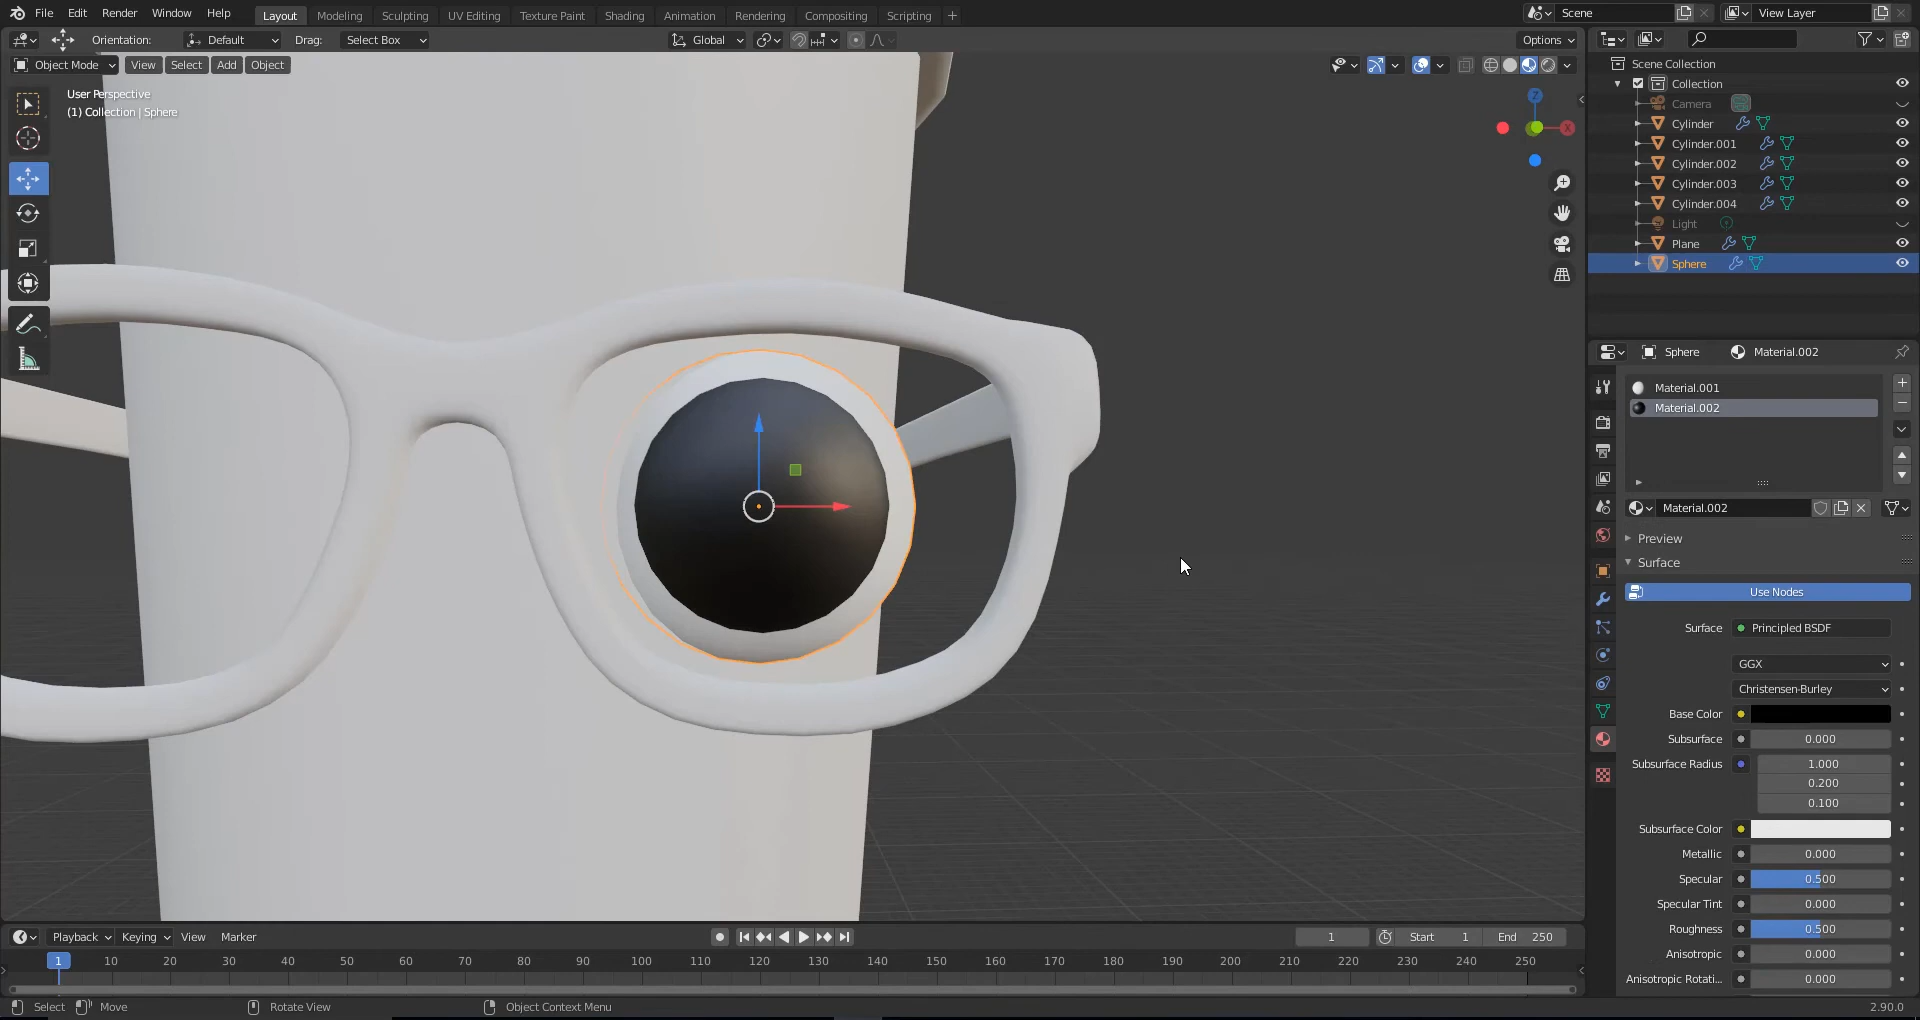 File Edit Render Window Help Layout Modeling Sculpting UV Editing Texture Paint Shading Animation Rendering Compositing Scripting + Scene View Layer
Orientation: Default Drag: Select Box Global Options
Object Mode View Select Add Object
User Perspective
(1) Collection | Sphere
Z
X
Scene Collection
Collection
Camera
Cylinder
Cylinder.001
Cylinder.002
Cylinder.003
Cylinder.004
Light
Plane
Sphere
Sphere Material.002
Material.001
Material.002
Material.002
Preview
Surface
Use Nodes
Surface Principled BSDF
GGX
Christensen-Burley
Base Color
Subsurface 0.000
Subsurface Radius 1.000
0.200
0.100
Subsurface Color
Metallic 0.000
Specular 0.500
Specular Tint 0.000
Roughness 0.500
Anisotropic 0.000
Anisotropic Rotati... 0.000
Playback Keying View Marker 1 Start 1 End 250
1 10 20 30 40 50 60 70 80 90 100 110 120 130 140 150 160 170 180 190 200 210 220 230 240 250
Select Move Rotate View Object Context Menu 2.90.0